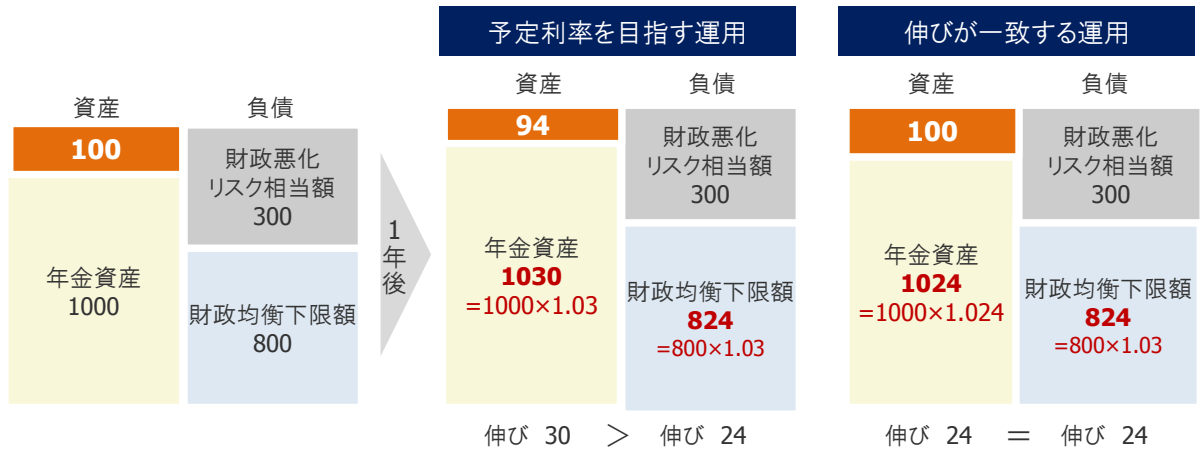 資産
負債
100
財政悪化
リスク相当額
300
年金資産
1000
財政均衡下限額
800
1
年
後
予定利率を目指す運用
資産
負債
94
財政悪化
リスク相当額
300
年金資産
1030
=1000×1.03
財政均衡下限額
824
=800×1.03
伸び 30 > 伸び 24
伸びが一致する運用
資産
負債
100
財政悪化
リスク相当額
300
年金資産
1024
=1000×1.024
財政均衡下限額
824
=800×1.03
伸び 24 = 伸び 24